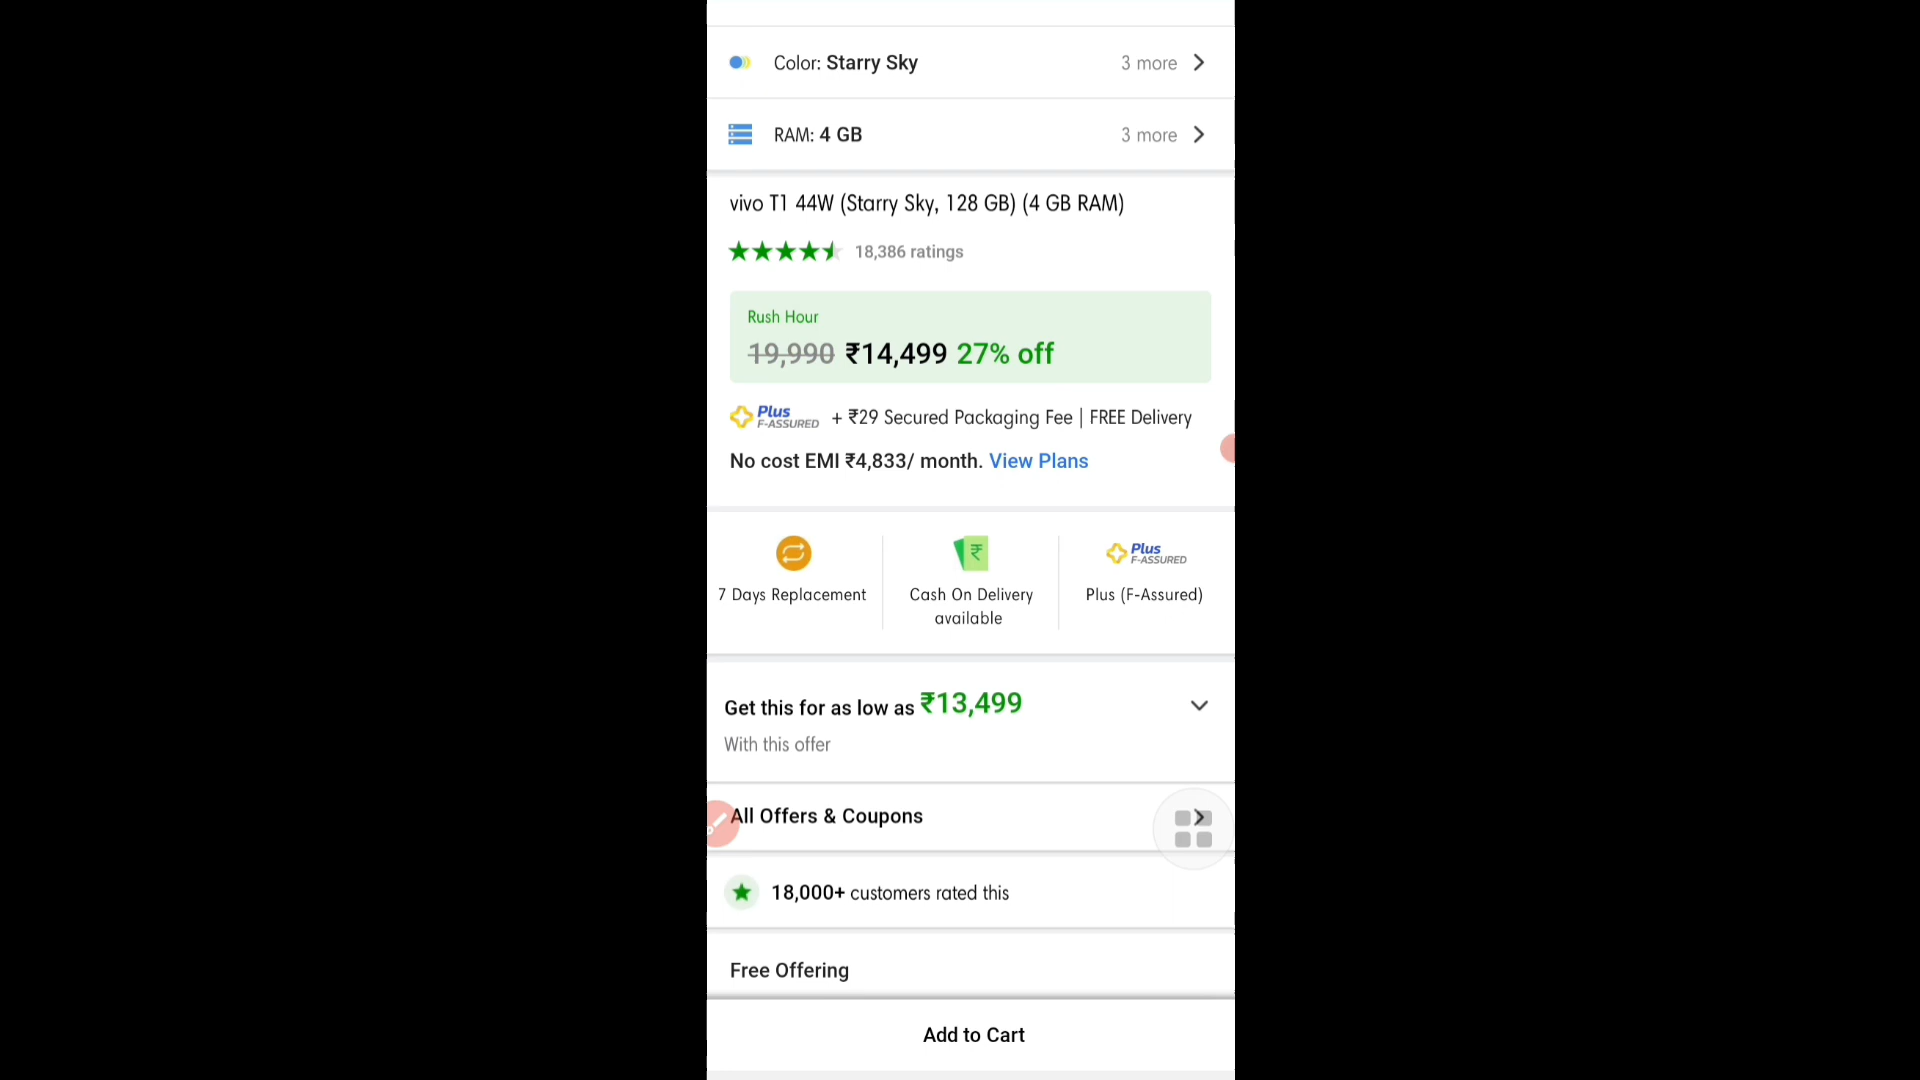 Color: Starry Sky 3 more
RAM: 4 GB 3 more
vivo T1 44W (Starry Sky, 128 GB) (4 GB RAM)
18,386 ratings
Rush Hour
19,990 ₹14,499 27% off
Plus F-ASSURED + ₹29 Secured Packaging Fee | FREE Delivery
No cost EMI ₹4,833/ month. View Plans
₹
Plus
F-ASSURED
7 Days Replacement
Cash On Delivery
available
Plus (F-Assured)
Get this for as low as ₹13,499
With this offer
All Offers & Coupons
18,000+ customers rated this
Free Offering
Add to Cart